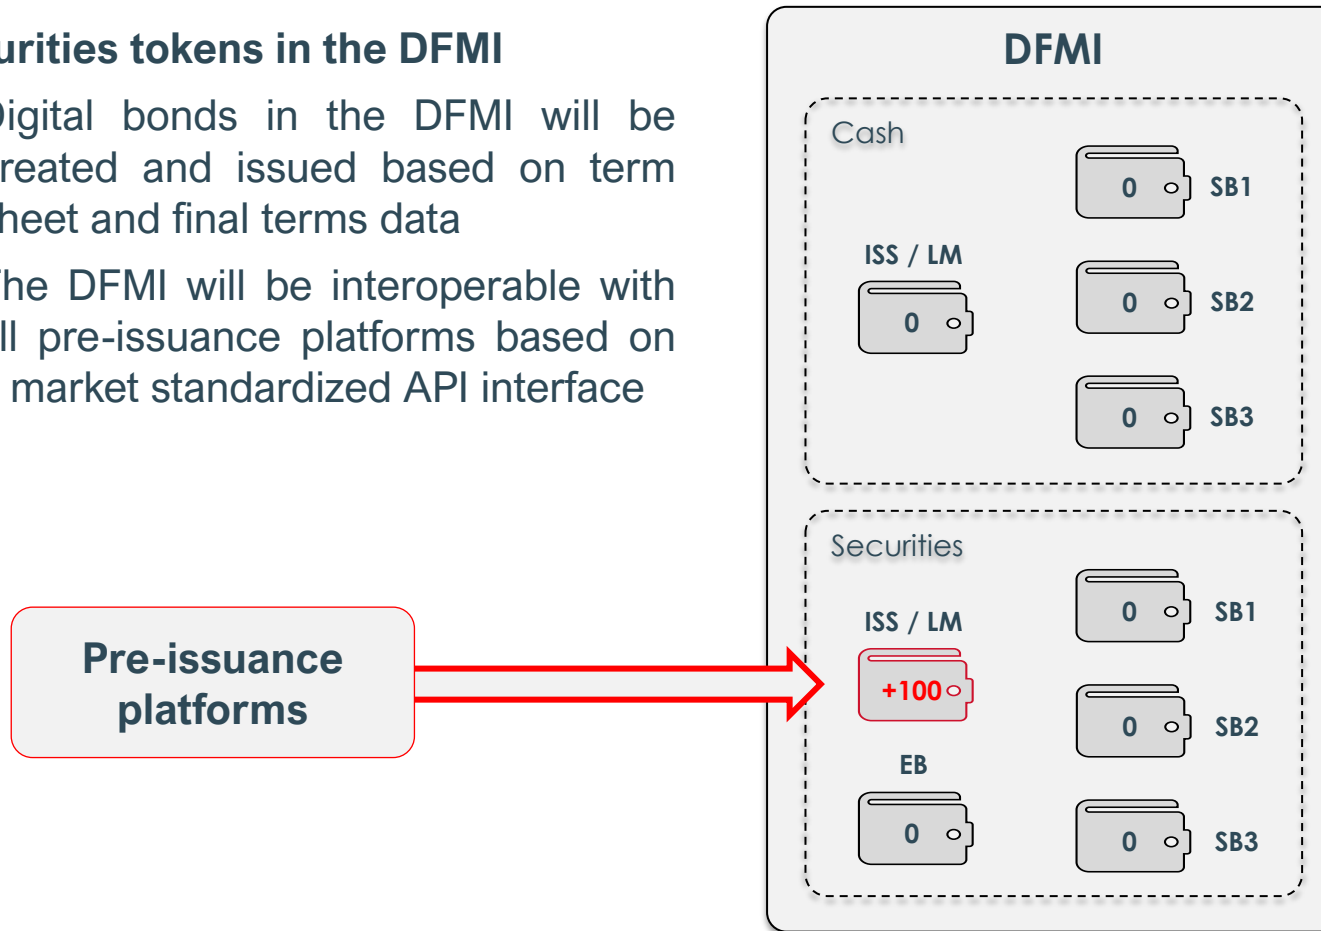 urities tokens in the DFMI
Digital bonds in the DFMI will be
reated and issued based on term
heet and final terms data
The DFMI will be interoperable with
ll pre-issuance platforms based on
market standardized API interface
Pre-issuance
platforms
DFMI
Cash
ISS / LM
0
0 SB1
0 SB2
0 SB3
Securities
ISS / LM
+100
EB
0
0 SB1
0 SB2
0 SB3